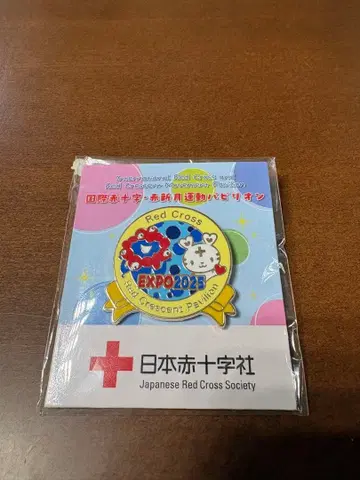 International Red Cross and
Red Crescent Movement Pavilion
国際赤十字・赤新月運動パビリオン
Red Cross
EXPO2025
Red Crescent Pavilion
日本赤十字社
Japanese Red Cross Society